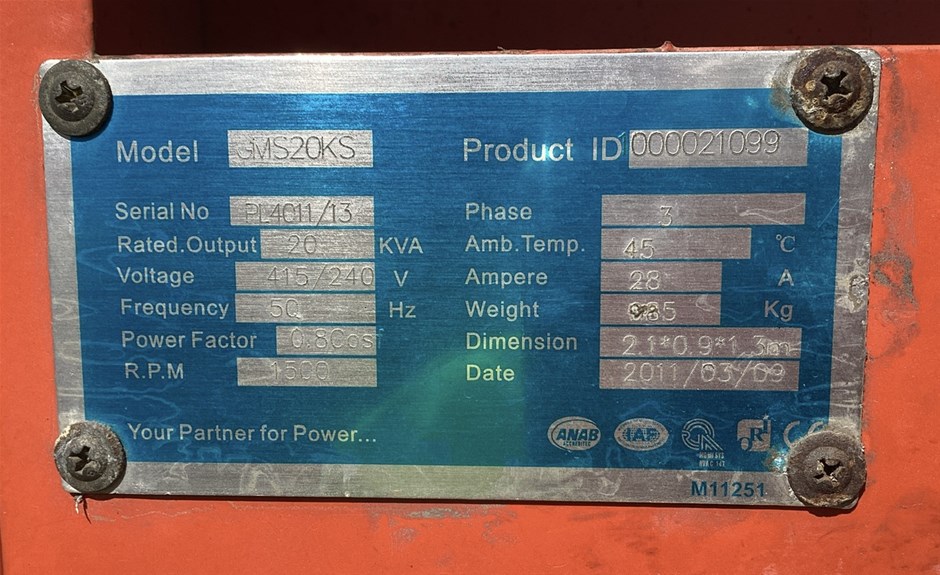 Model GMS20KS Product ID 000021099
Serial No PL4011/13 Phase 3
Rated.Output 20 KVA Amb.Temp. 45 ℃
Voltage 415/240 V Ampere 28 A
Frequency 50 Hz Weight Kg
Power Factor 0.8Cos Dimension 2.1*0.9*1.3m
R.P.M 1500 Date 2011/03/09
Your Partner for Power...
ANAB IAF
M11251